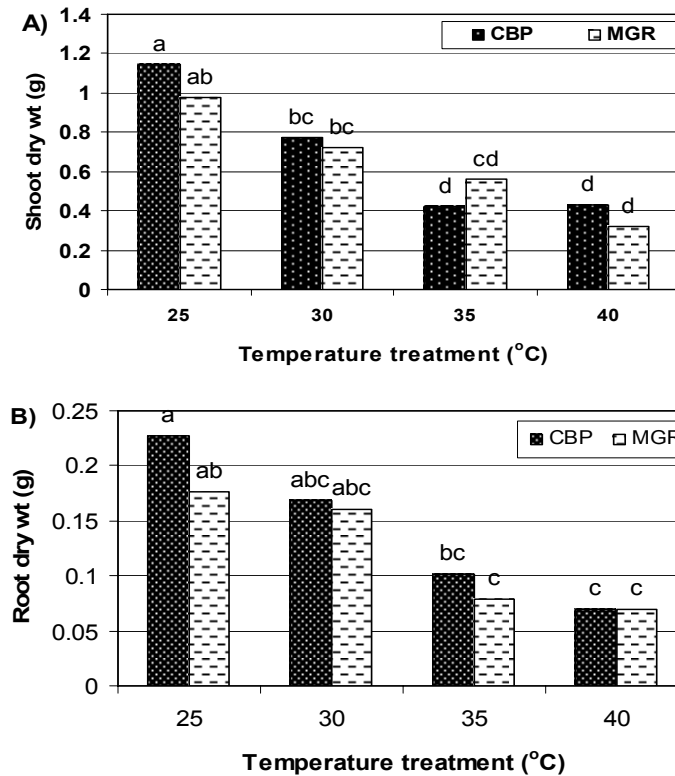 A)
1.4
CBP MGR
a
1.2
ab
1
bc bc
0.8
cd
0.6
d d d
0.4
0.2
0
Shoot dry wt (g)
25 30 35 40
Temperature treatment (°C)
B)
0.25
a
CBP MGR
ab
0.2
abc abc
0.15
bc
c
0.1
c c
0.05
0
Root dry wt (g)
25 30 35 40
Temperature treatment (°C)